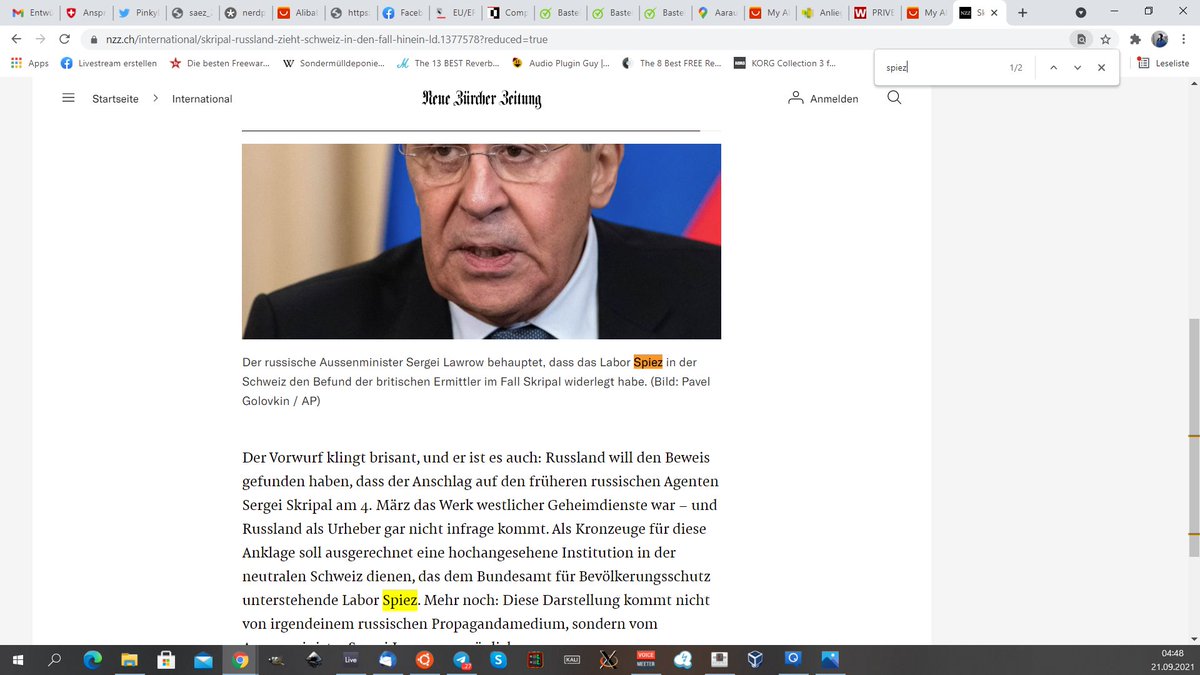 Entwü
Anspr
Pinky
saez_
nerdp
Alibal
https:
Faceb
EU/EF
Comp
Baste
Baste
Baste
Aarau
My Al
Anlieg
PRIVE
My Al
Sk
nzz.ch/international/skripal-russland-zieht-schweiz-in-den-fall-hinein-ld.1377578?reduced=true
Apps
Livestream erstellen
Die besten Freewar...
Sondermülldeponie...
The 13 BEST Reverb...
Audio Plugin Guy |...
The 8 Best FREE Re...
KORG Collection 3 f...
Leseliste
spiez
1/2
Startseite
International
Neue Zürcher Zeitung
Anmelden
Der russische Aussenminister Sergei Lawrow behauptet, dass das Labor Spiez in der
Schweiz den Befund der britischen Ermittler im Fall Skripal widerlegt habe. (Bild: Pavel
Golovkin / AP)
Der Vorwurf klingt brisant, und er ist es auch: Russland will den Beweis
gefunden haben, dass der Anschlag auf den früheren russischen Agenten
Sergei Skripal am 4. März das Werk westlicher Geheimdienste war – und
Russland als Urheber gar nicht infrage kommt. Als Kronzeuge für diese
Anklage soll ausgerechnet eine hochangesehene Institution in der
neutralen Schweiz dienen, das dem Bundesamt für Bevölkerungsschutz
unterstehende Labor Spiez. Mehr noch: Diese Darstellung kommt nicht
von irgendeinem russischen Propagandamedium, sondern vom
Live
KALI
VOICE
MEETER
04:48
21.09.2021